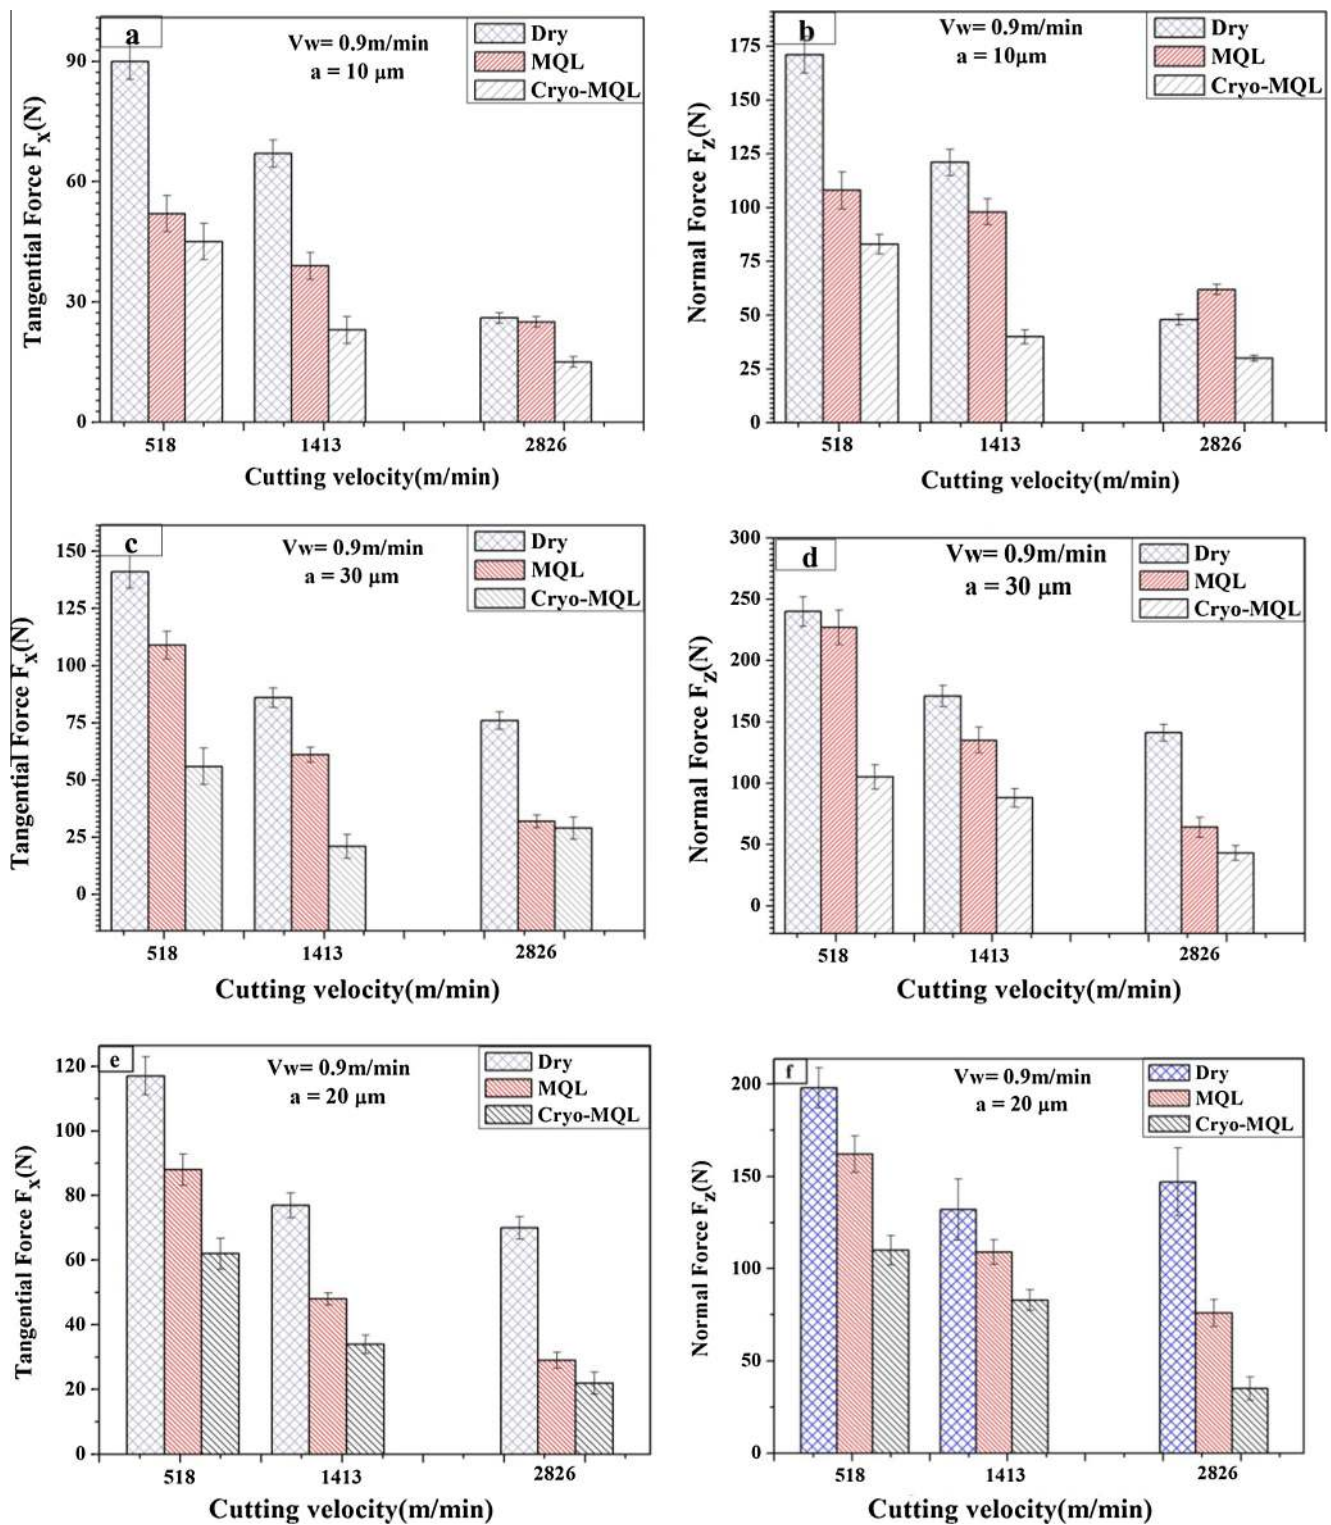 a
Vw= 0.9m/min
a = 10 μm
Dry
MQL
Cryo-MQL
Tangential Force Fx(N)
90
60
30
0
518
1413
2826
Cutting velocity(m/min)
b
Vw= 0.9m/min
a = 10μm
Dry
MQL
Cryo-MQL
Normal Force FZ(N)
175
150
125
100
75
50
25
0
518
1413
2826
Cutting velocity(m/min)
c
Vw= 0.9m/min
a = 30 μm
Dry
MQL
Cryo-MQL
Tangential Force Fx(N)
150
125
100
75
50
25
0
518
1413
2826
Cutting velocity(m/min)
d
Vw= 0.9m/min
a = 30 μm
Dry
MQL
Cryo-MQL
Normal Force FZ(N)
300
250
200
150
100
50
0
518
1413
2826
Cutting velocity(m/min)
e
Vw= 0.9m/min
a = 20 μm
Dry
MQL
Cryo-MQL
Tangential Force Fx(N)
120
100
80
60
40
20
0
518
1413
2826
Cutting velocity(m/min)
f
Vw= 0.9m/min
a = 20 μm
Dry
MQL
Cryo-MQL
Normal Force FZ(N)
200
150
100
50
0
518
1413
2826
Cutting velocity(m/min)